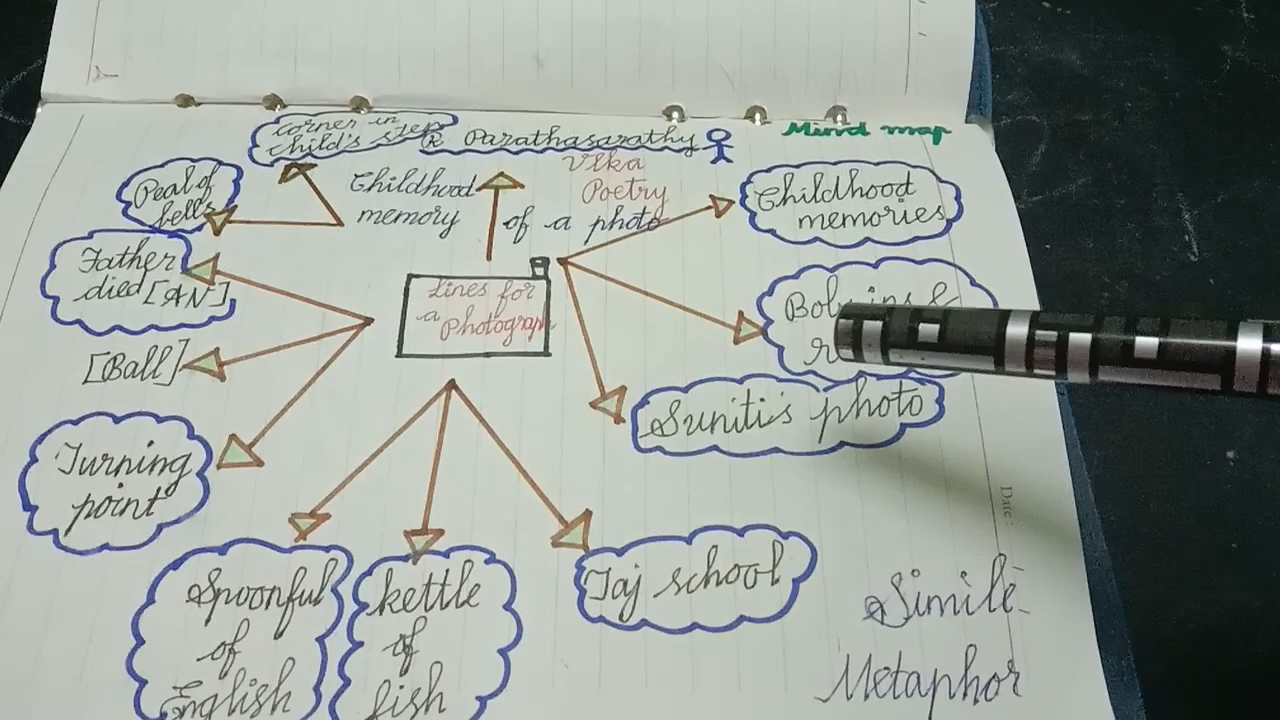 Mind map
corner in
child's step
R Parathasarathy
Vlka
Poetry
of a photo
Childhood
memory
Peal of
bells
Childhood
memories
Father
died [AN]
Lines for
a
Photograph
[Ball]
Suniti's photo
Turning
point
Spoonful
of
English
kettle
of
fish
Taj school
Date:
Simile
Metaphor